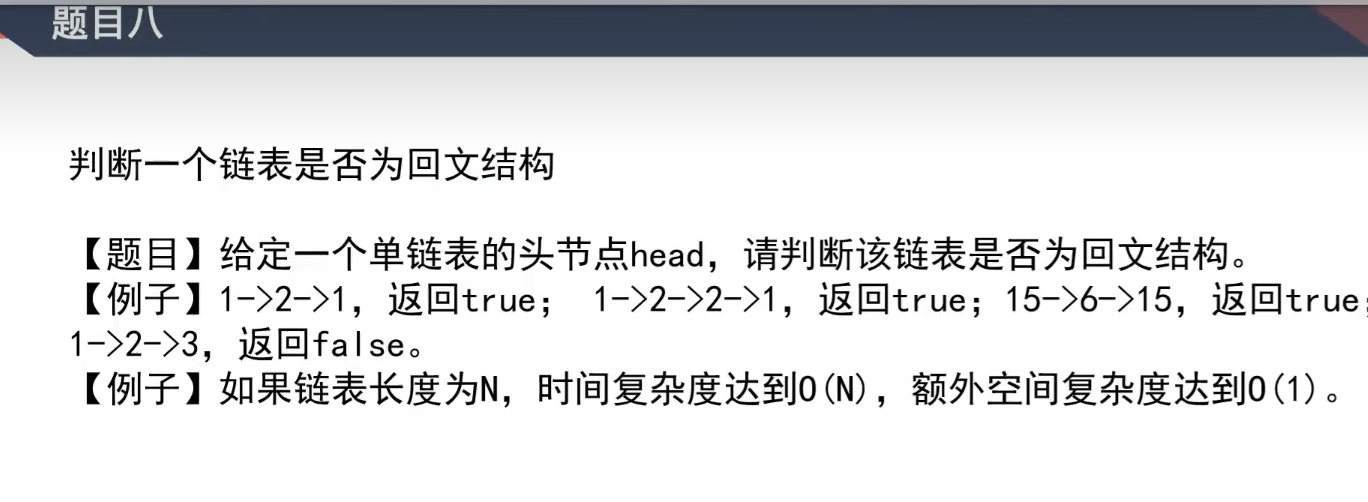 题目八
判断一个链表是否为回文结构
【题目】给定一个单链表的头节点head，请判断该链表是否为回文结构。
【例子】1->2->1，返回true； 1->2->2->1，返回true；15->6->15，返回true；
1->2->3，返回false。
【例子】如果链表长度为N，时间复杂度达到O(N)，额外空间复杂度达到O(1)。